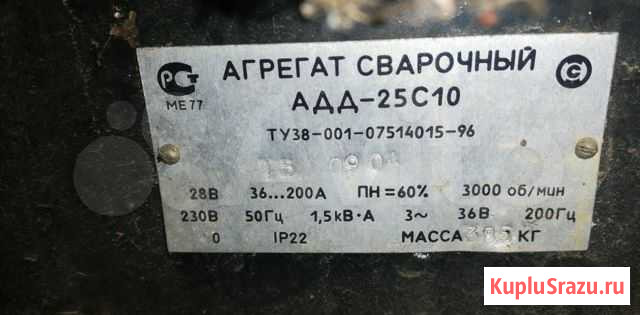 АГРЕГАТ СВАРОЧНЫЙ
АДД-25С10
МЕ77
ТУ38-001-07514015-96
28В 36...200А ПН=60% 3000 об/мин
230В 50Гц 1,5кВ·А 3~ 36В 200Гц
0 IP22 МАССА КГ
KupluSrazu.ru